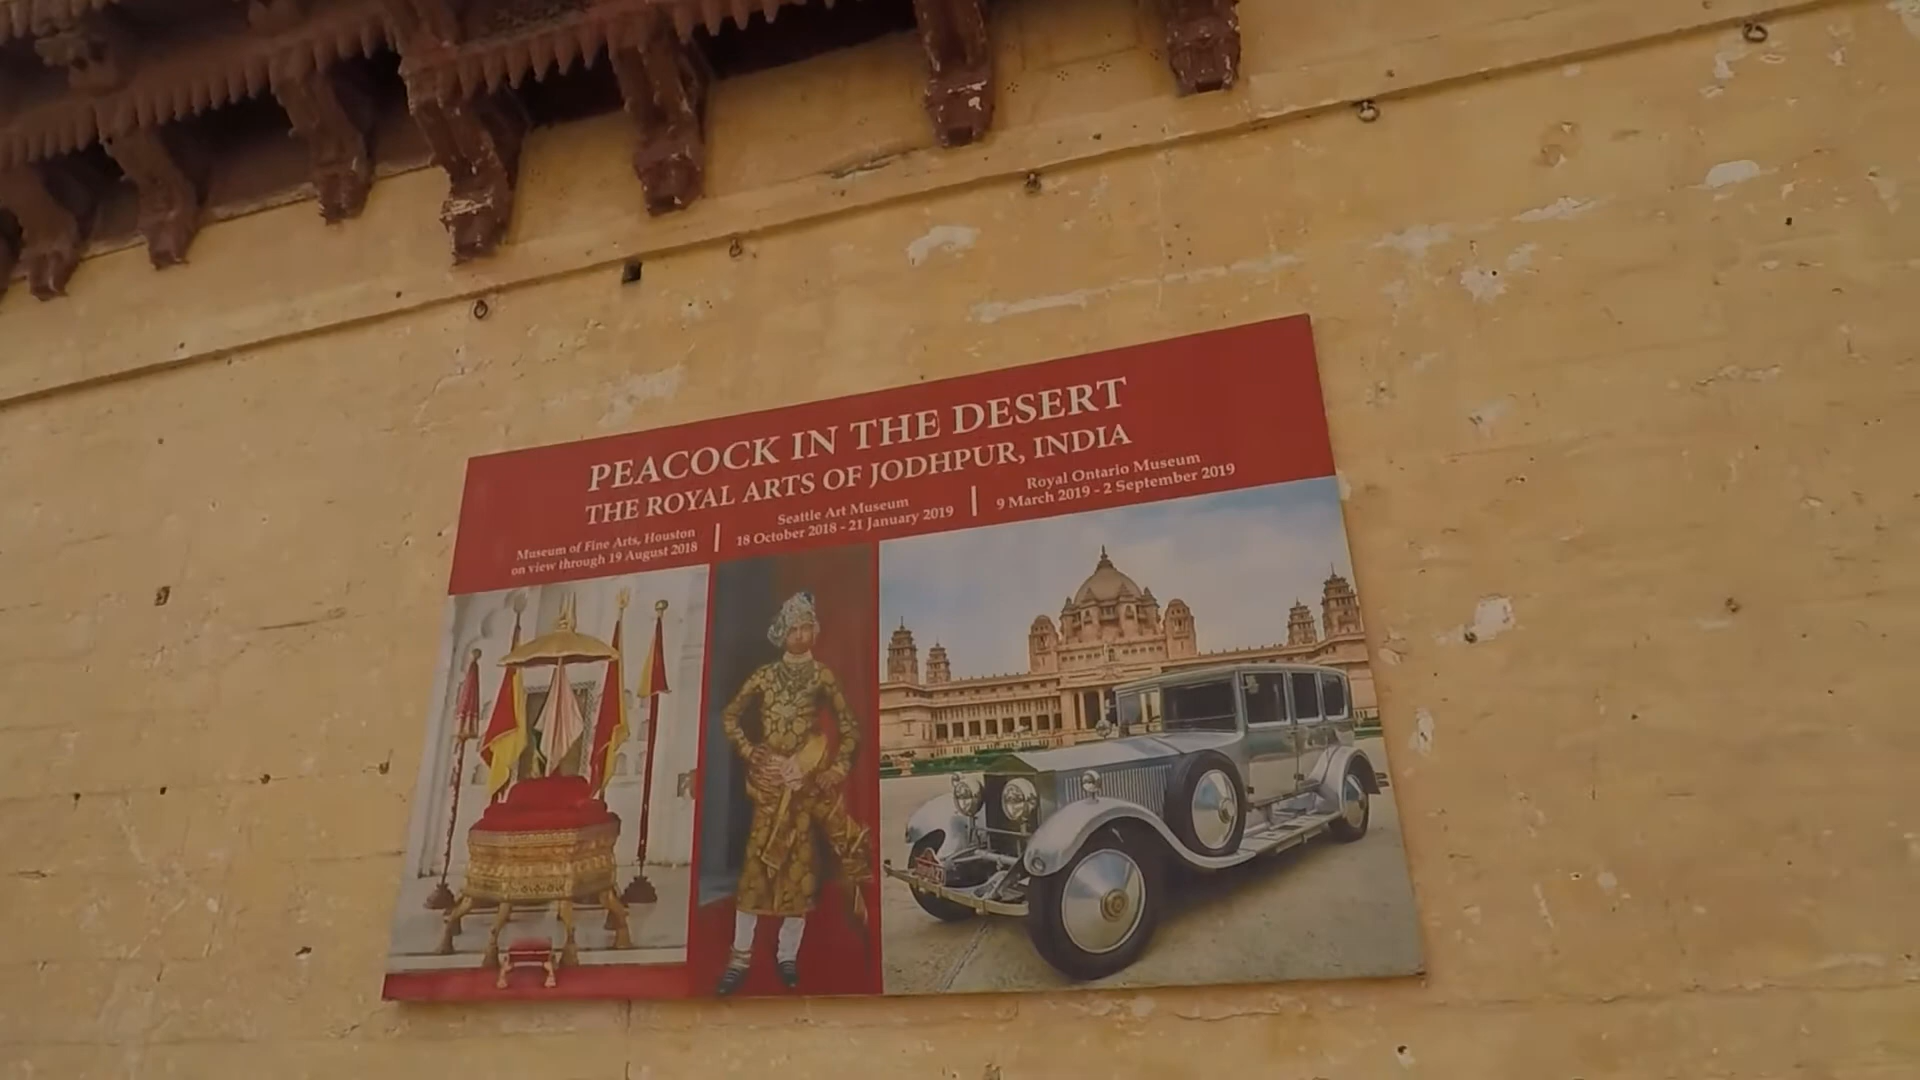 PEACOCK IN THE DESERT
THE ROYAL ARTS OF JODHPUR, INDIA
Museum of Fine Arts, Houston
on view through 19 August 2018
Seattle Art Museum
18 October 2018 - 21 January 2019
Royal Ontario Museum
9 March 2019 - 2 September 2019